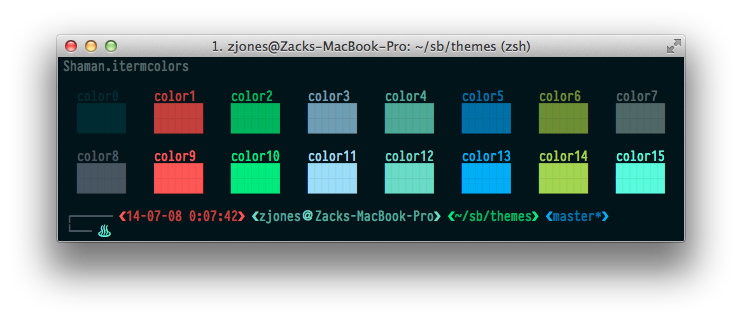 1. zjones@Zacks-MacBook-Pro: ~/sb/themes (zsh)
Shaman.itermcolors
color0 color1 color2 color3 color4 color5 color6 color7
color8 color9 color10 color11 color12 color13 color14 color15
❮14-07-08 0:07:42❯ ❮zjones@Zacks-MacBook-Pro❯ ❮~/sb/themes❯ ❮master*❯